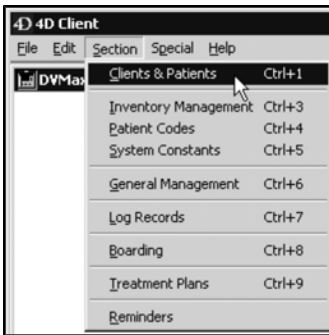 4D 4D Client
File Edit Section Special Help
DVMax
Clients & Patients Ctrl+1
Inventory Management Ctrl+3
Patient Codes Ctrl+4
System Constants Ctrl+5
General Management Ctrl+6
Log Records Ctrl+7
Boarding Ctrl+8
Treatment Plans Ctrl+9
Reminders